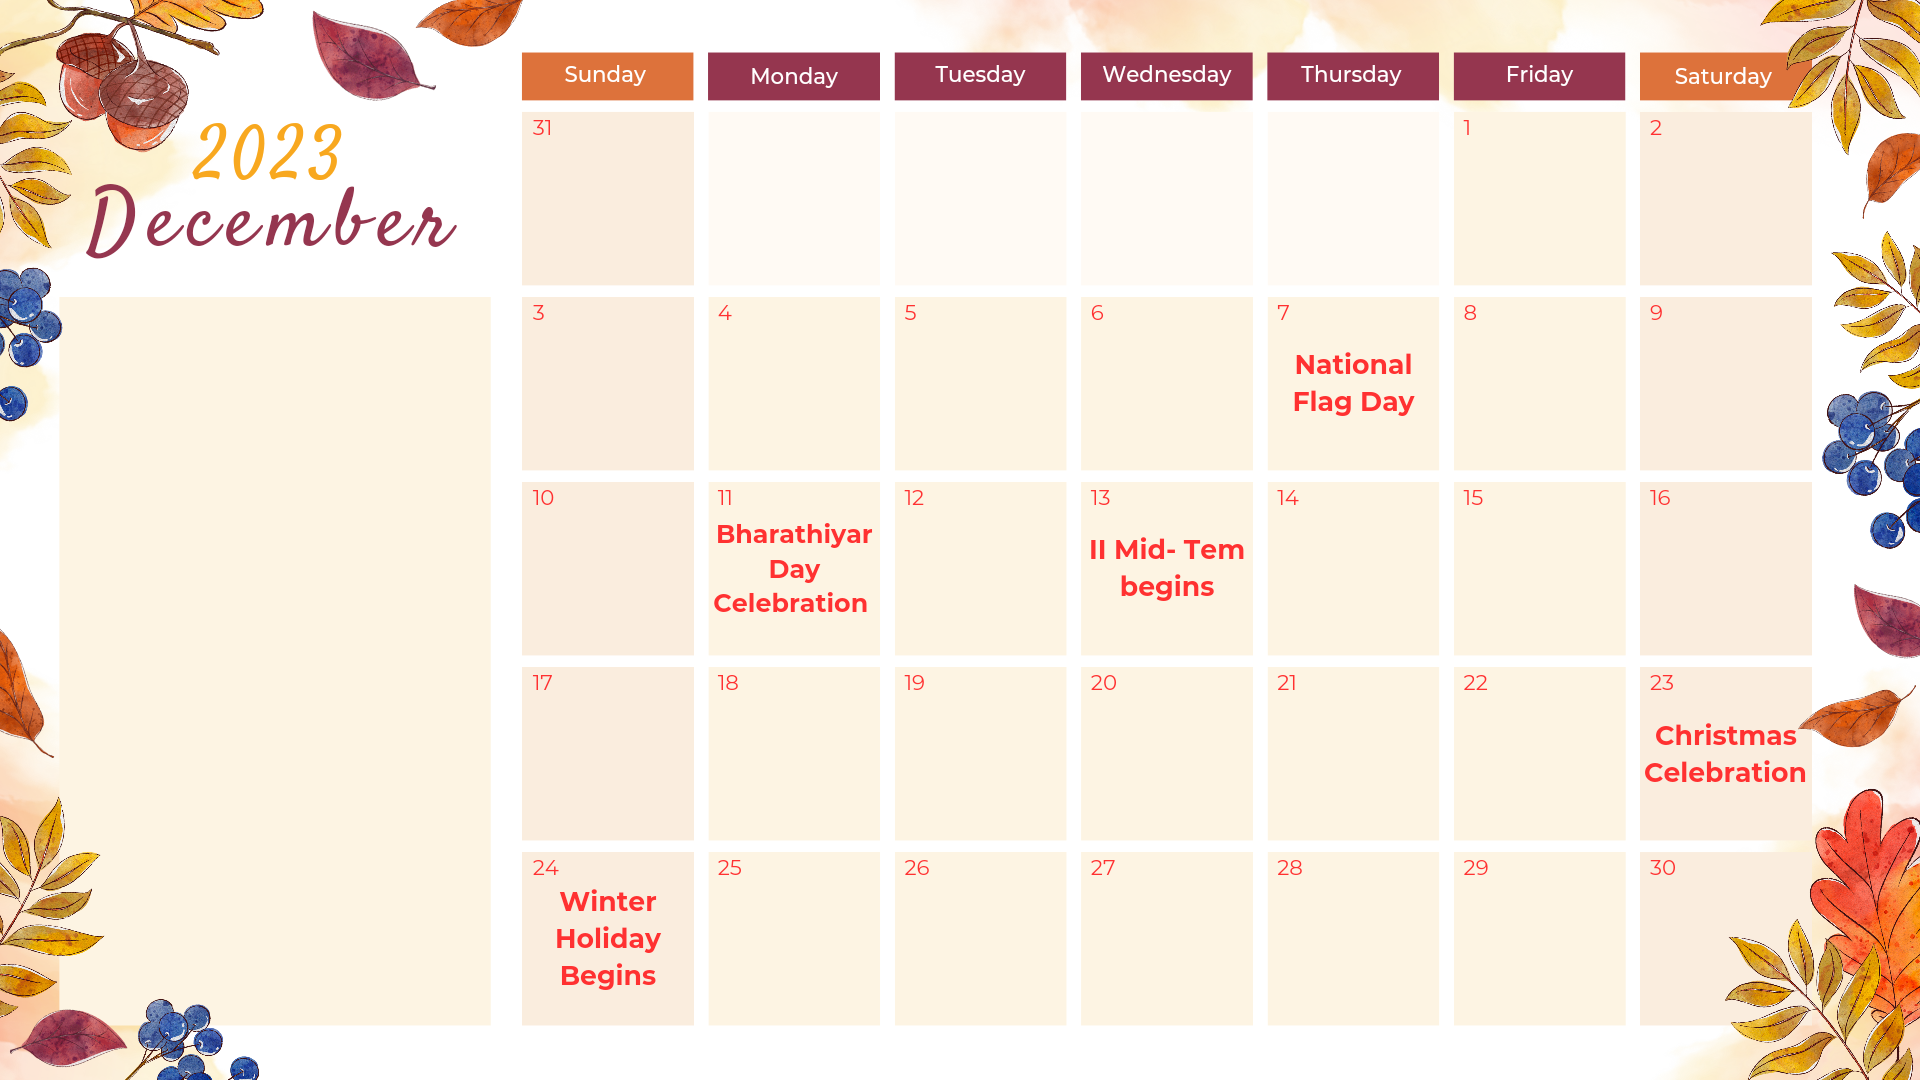 2023
December
Sunday Monday Tuesday Wednesday Thursday Friday Saturday
31 1 2
3 4 5 6 7 8 9
National
Flag Day
10 11 12 13 14 15 16
Bharathiyar
Day
Celebration
II Mid- Tem
begins
17 18 19 20 21 22 23
Christmas
Celebration
24 25 26 27 28 29 30
Winter
Holiday
Begins